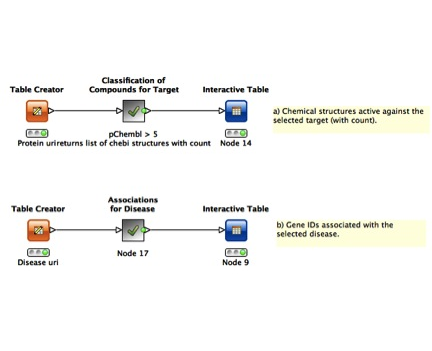 Classification of
Table Creator Compounds for Target Interactive Table
a) Chemical structures active against the
selected target (with count).
pChembl > 5
Protein urireturns list of chebi structures with count Node 14
Associations
Table Creator for Disease Interactive Table
b) Gene IDs associated with the
selected disease.
Node 17
Disease uri Node 9